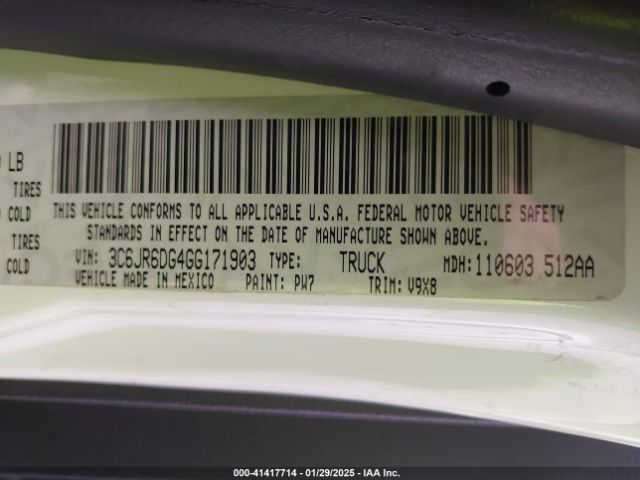 LB
TIRES
COLD
TIRES
COLD
THIS VEHICLE CONFORMS TO ALL APPLICABLE U.S.A. FEDERAL MOTOR VEHICLE SAFETY
STANDARDS IN EFFECT ON THE DATE OF MANUFACTURE SHOWN ABOVE.
VIN: 3C6JR6DG4GG171903 TYPE: TRUCK MDH: 110603 512AA
VEHICLE MADE IN MEXICO PAINT: PW7 TRIM: V9X8
000-41417714 - 01/29/2025 - IAA Inc.